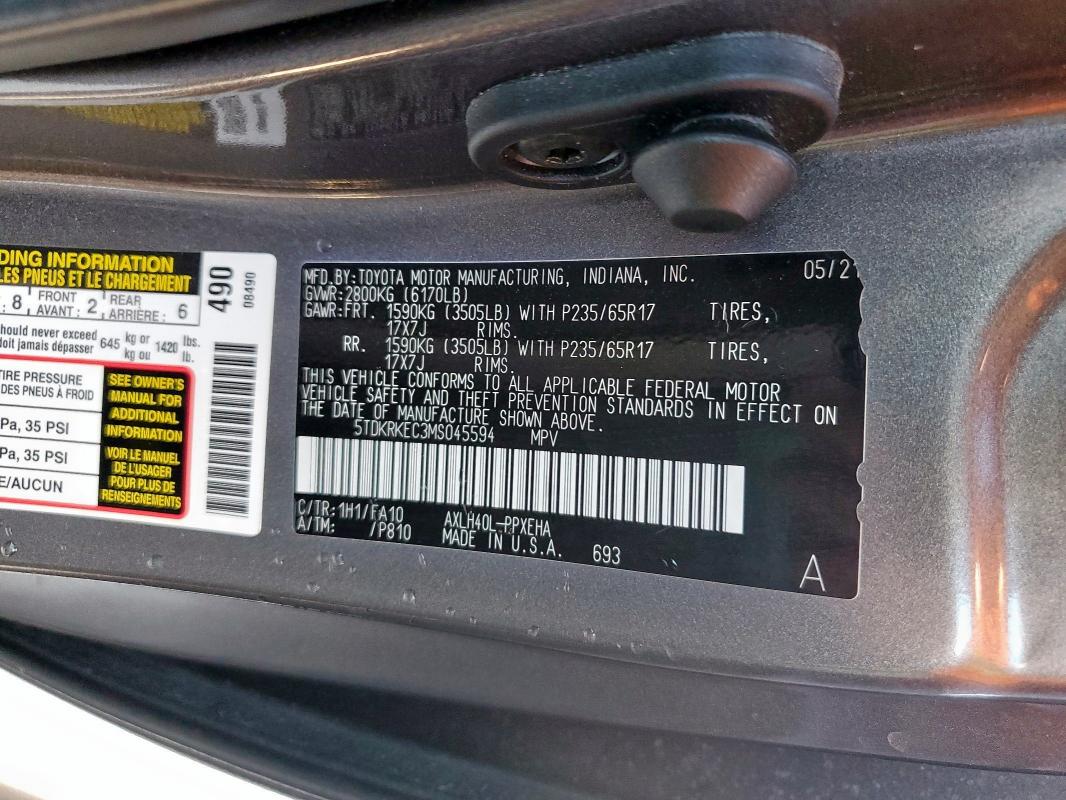 DING INFORMATION
LES PNEUS ET LE CHARGEMENT
: 8 FRONT AVANT : 2 REAR ARRIÈRE : 6
hould never exceed
doit jamais dépasser 645 kg or kg ou 1420 lbs. lb.
TIRE PRESSURE
DES PNEUS À FROID
Pa, 35 PSI
Pa, 35 PSI
E/AUCUN
SEE OWNER'S
MANUAL FOR
ADDITIONAL
INFORMATION
VOIR LE MANUEL
DE L'USAGER
POUR PLUS DE
RENSEIGNEMENTS
490
08490
MFD.BY:TOYOTA MOTOR MANUFACTURING, INDIANA, INC. 05/21
GVWR:2800KG (6170LB)
GAWR:FRT. 1590KG (3505LB) WITH P235/65R17 TIRES,
17X7J RIMS.
RR. 1590KG (3505LB) WITH P235/65R17 TIRES,
17X7J RIMS.
THIS VEHICLE CONFORMS TO ALL APPLICABLE FEDERAL MOTOR
VEHICLE SAFETY AND THEFT PREVENTION STANDARDS IN EFFECT ON
THE DATE OF MANUFACTURE SHOWN ABOVE.
5TDKRKEC3MS045594 MPV
C/TR:1H1/FA10 AXLH40L-PPXEHA
A/TM: /P810 MADE IN U.S.A. 693
A